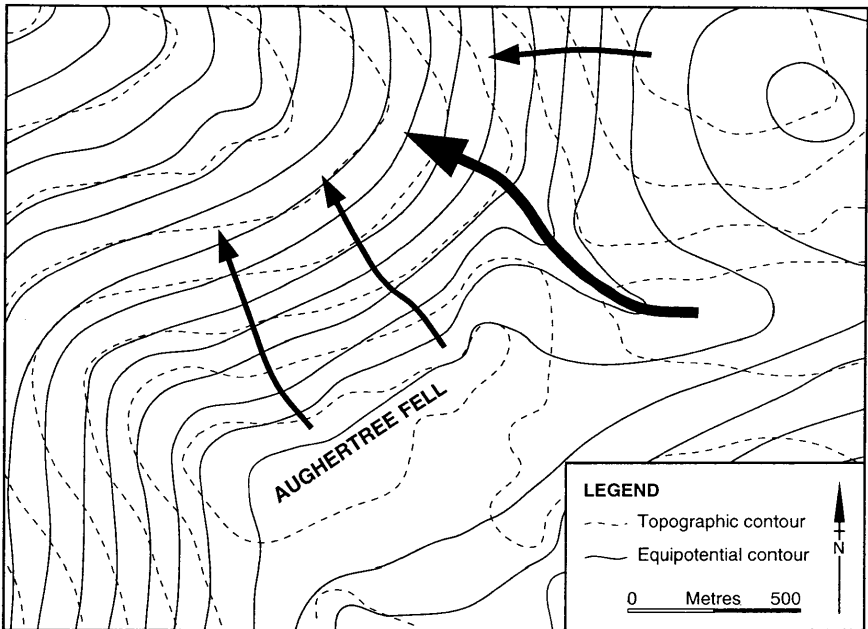 AUGHERTREE FELL
LEGEND
Topographic contour
Equipotential contour
N
0 Metres 500